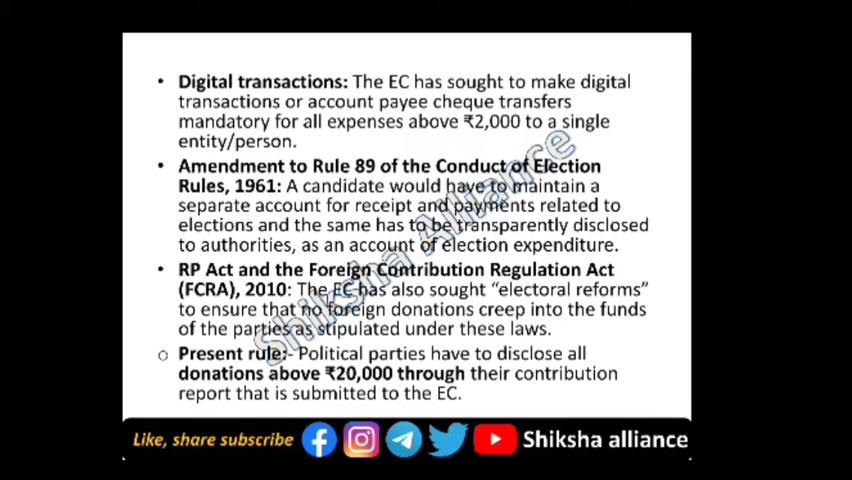 • Digital transactions: The EC has sought to make digital
transactions or account payee cheque transfers
mandatory for all expenses above ₹2,000 to a single
entity/person.
• Amendment to Rule 89 of the Conduct of Election
Rules, 1961: A candidate would have to maintain a
separate account for receipt and payments related to
elections and the same has to be transparently disclosed
to authorities, as an account of election expenditure.
• RP Act and the Foreign Contribution Regulation Act
(FCRA), 2010: The EC has also sought “electoral reforms”
to ensure that no foreign donations creep into the funds
of the parties as stipulated under these laws.
o Present rule:- Political parties have to disclose all
donations above ₹20,000 through their contribution
report that is submitted to the EC.
Shiksha Alliance
Like, share subscribe Shiksha alliance